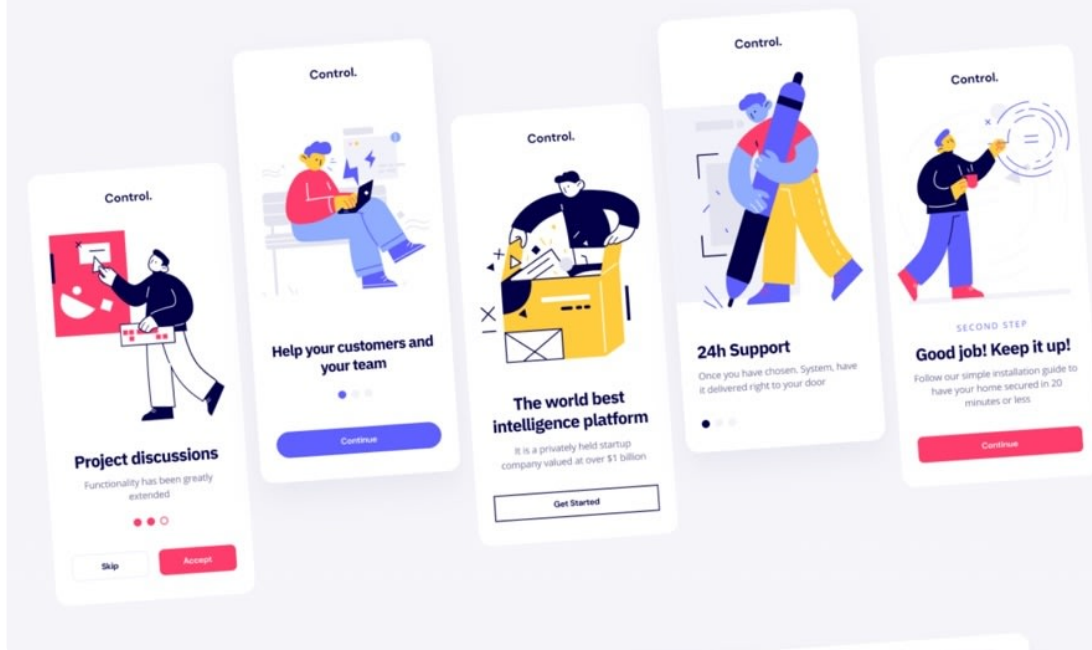 Control.
Project discussions
Functionality has been greatly
extended
Skip
Accept
Control.
Help your customers and
your team
Continue
Control.
The world best
intelligence platform
It is a privately held startup
company valued at over $1 billion
Get Started
Control.
24h Support
Once you have chosen. System, have
it delivered right to your door
Control.
SECOND STEP
Good job! Keep it up!
Follow our simple installation guide to
have your home secured in 20
minutes or less
Continue